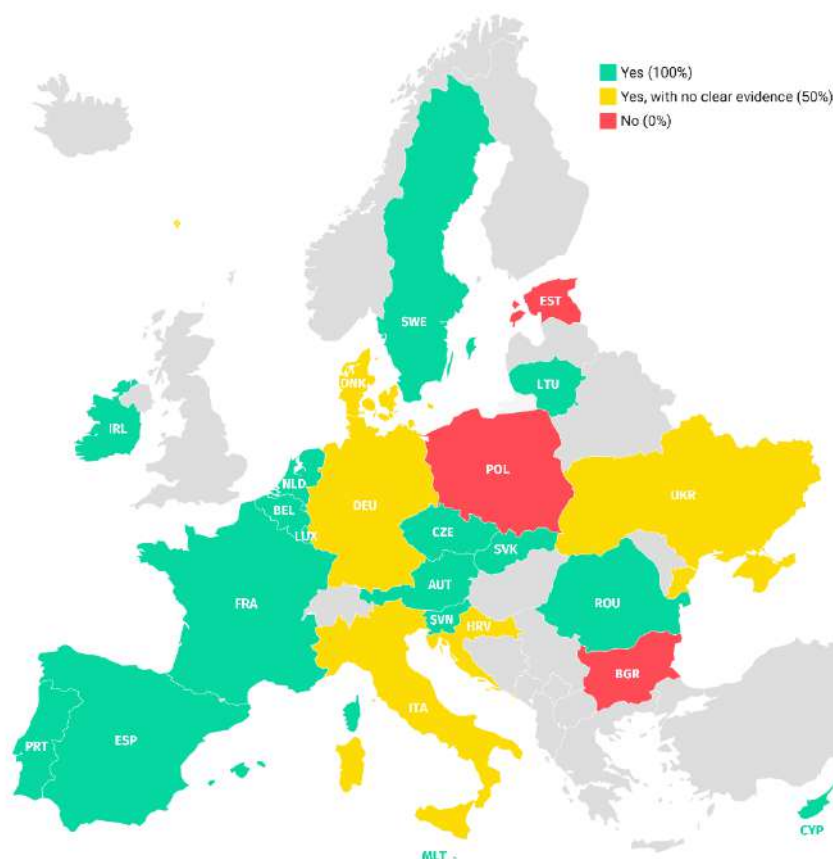 Yes (100%)
Yes, with no clear evidence (50%)
No (0%)
SWE
EST
LTU
DNK
IRL
NLD
DEU
POL
UKR
BEL
LUX
CZE
SVK
FRA
AUT
ROU
SVN
HRV
BGR
ITA
PRT
ESP
CYP
MLT